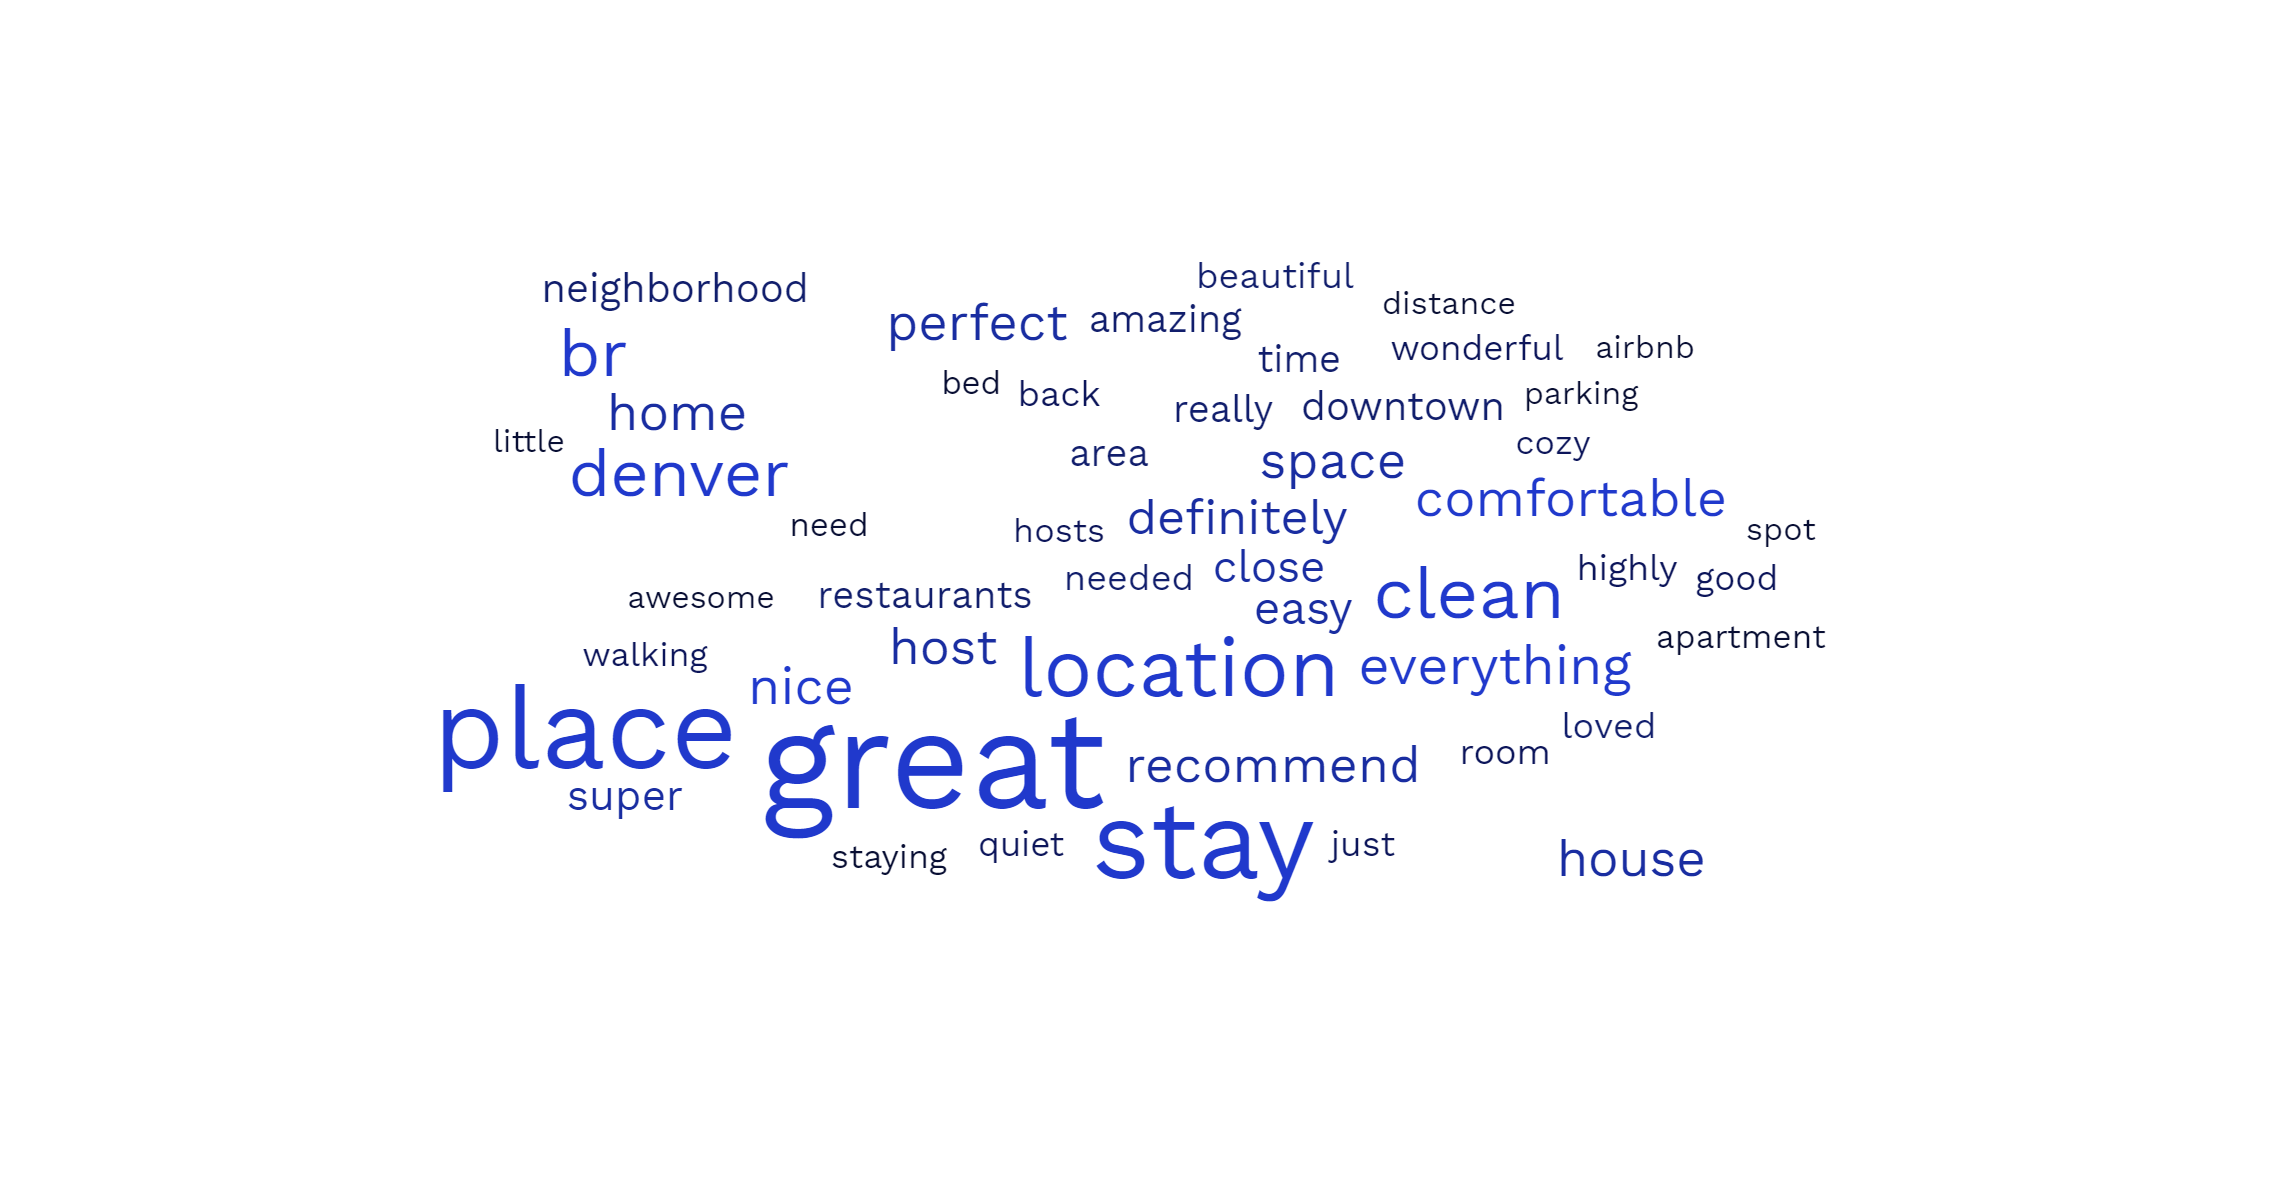 beautiful
neighborhood
distance
perfect
amazing
wonderful
airbnb
br
time
bed
back
parking
home
really
downtown
little
area
cozy
denver
space
comfortable
need
hosts
definitely
spot
close
highly
good
awesome
restaurants
needed
easy
clean
walking
host
location
everything
apartment
nice
place
loved
great
recommend
room
super
staying
quiet
stay
just
house